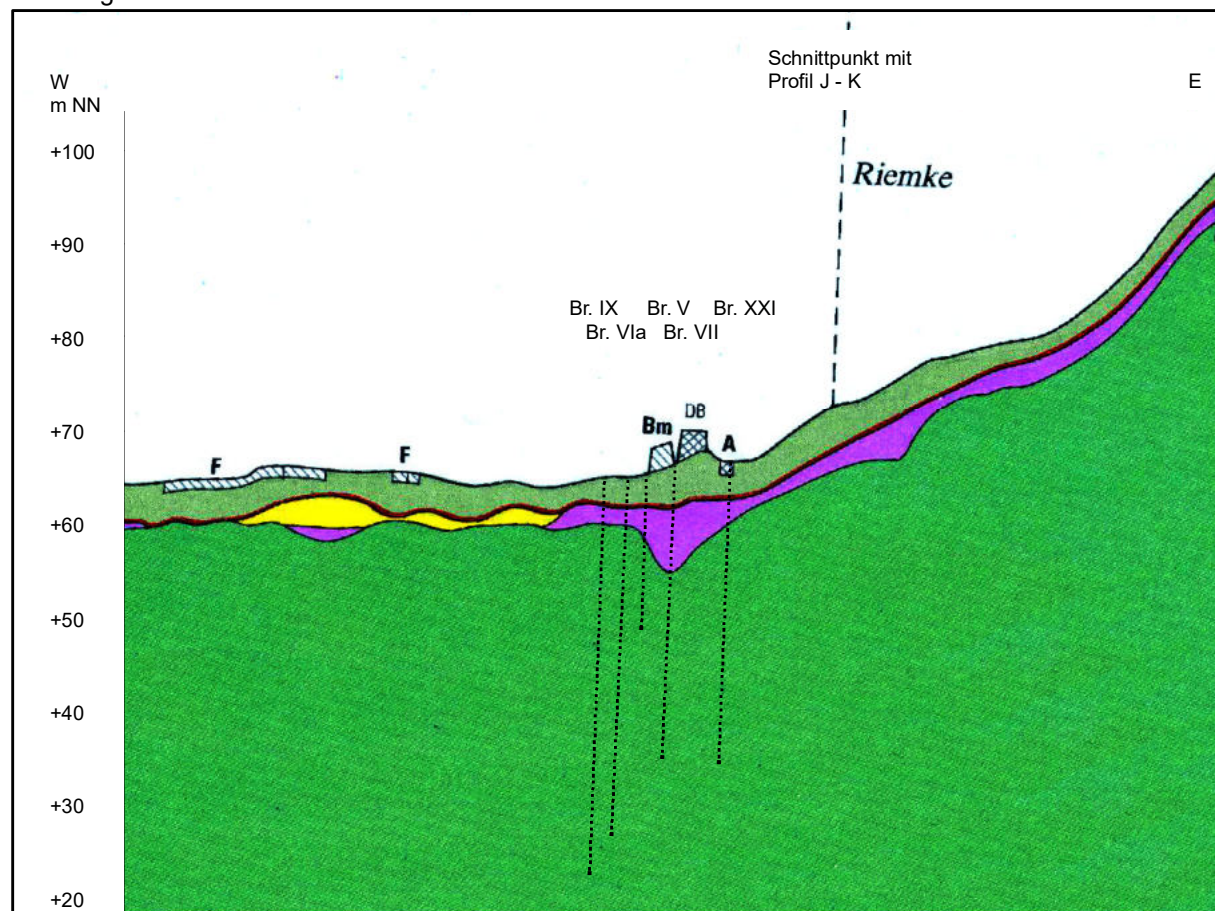 Schnittpunkt mit
Profil J - K
W
E
m NN
+100
Riemke
+90
Br. IX Br. V Br. XXI
Br. VIa Br. VII
+80
+70
DB
Bm
A
F
F
+60
+50
+40
+30
+20